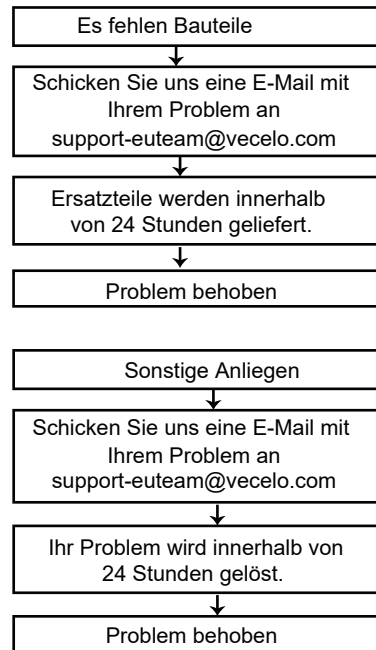 Es fehlen Bauteile
Schicken Sie uns eine E-Mail mit
Ihrem Problem an
support-euteam@vecelo.com
Ersatzteile werden innerhalb
von 24 Stunden geliefert.
Problem behoben
Sonstige Anliegen
Schicken Sie uns eine E-Mail mit
Ihrem Problem an
support-euteam@vecelo.com
Ihr Problem wird innerhalb von
24 Stunden gelöst.
Problem behoben